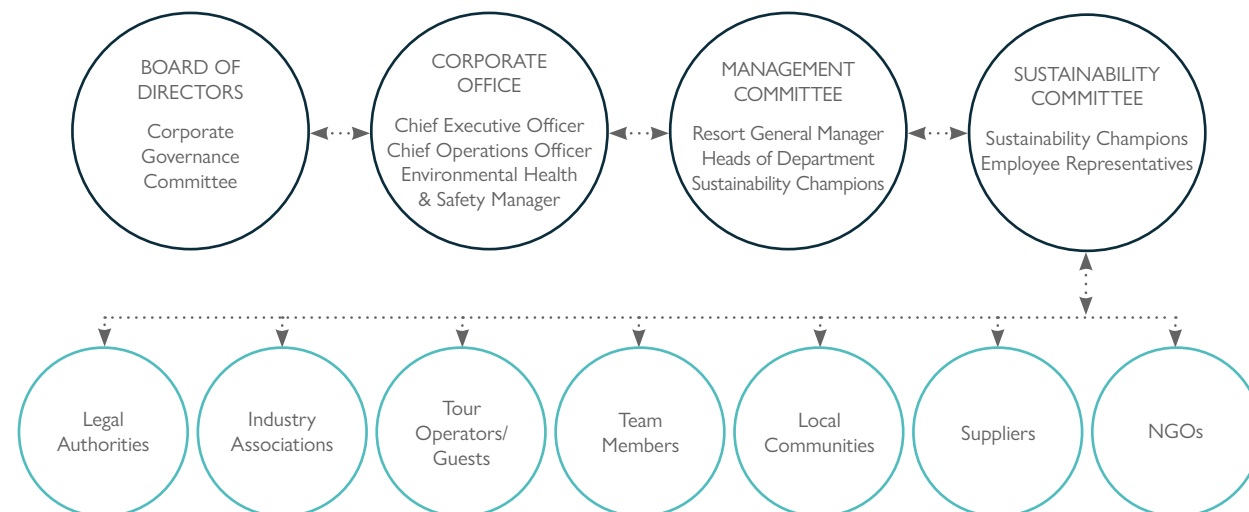 BOARD OF
DIRECTORS
Corporate
Governance
Committee
CORPORATE
OFFICE
Chief Executive Officer
Chief Operations Officer
Environmental Health
& Safety Manager
MANAGEMENT
COMMITTEE
Resort General Manager
Heads of Department
Sustainability Champions
SUSTAINABILITY
COMMITTEE
Sustainability Champions
Employee Representatives
Legal
Authorities
Industry
Associations
Tour
Operators/
Guests
Team
Members
Local
Communities
Suppliers
NGOs